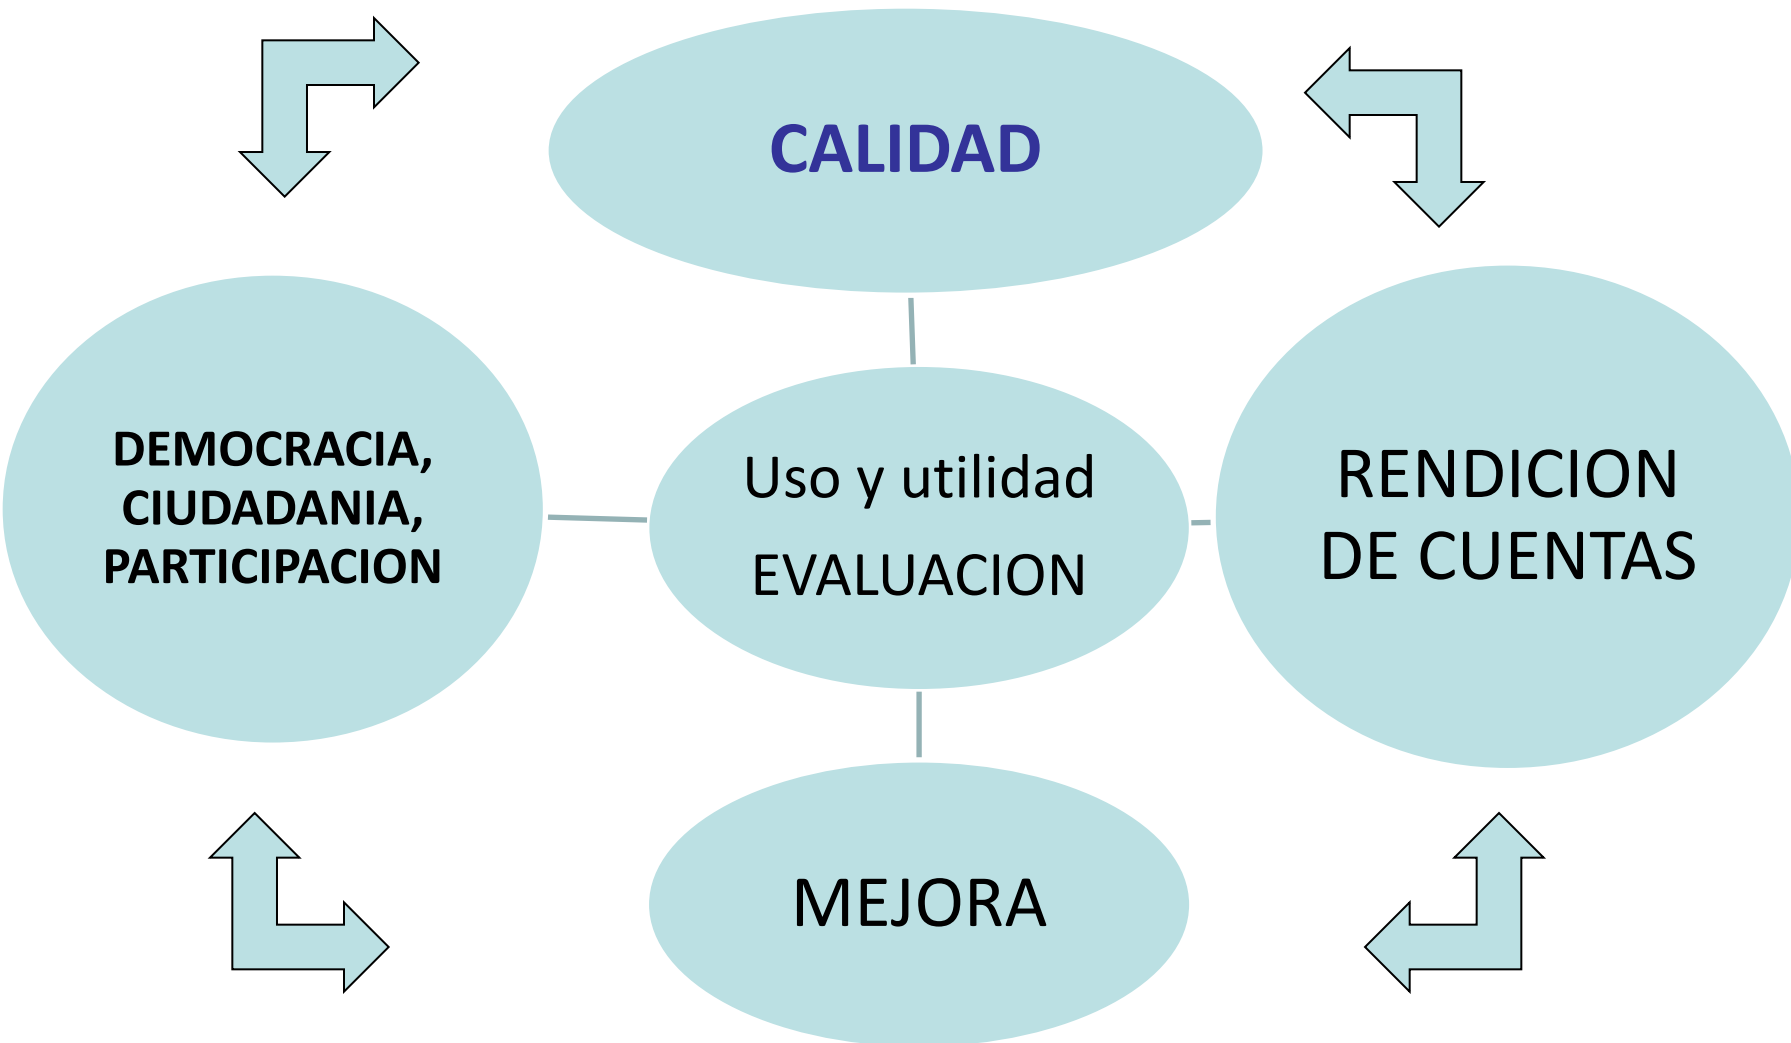 CALIDAD
DEMOCRACIA,
CIUDADANIA,
PARTICIPACION
Uso y utilidad
EVALUACION
RENDICION
DE CUENTAS
MEJORA